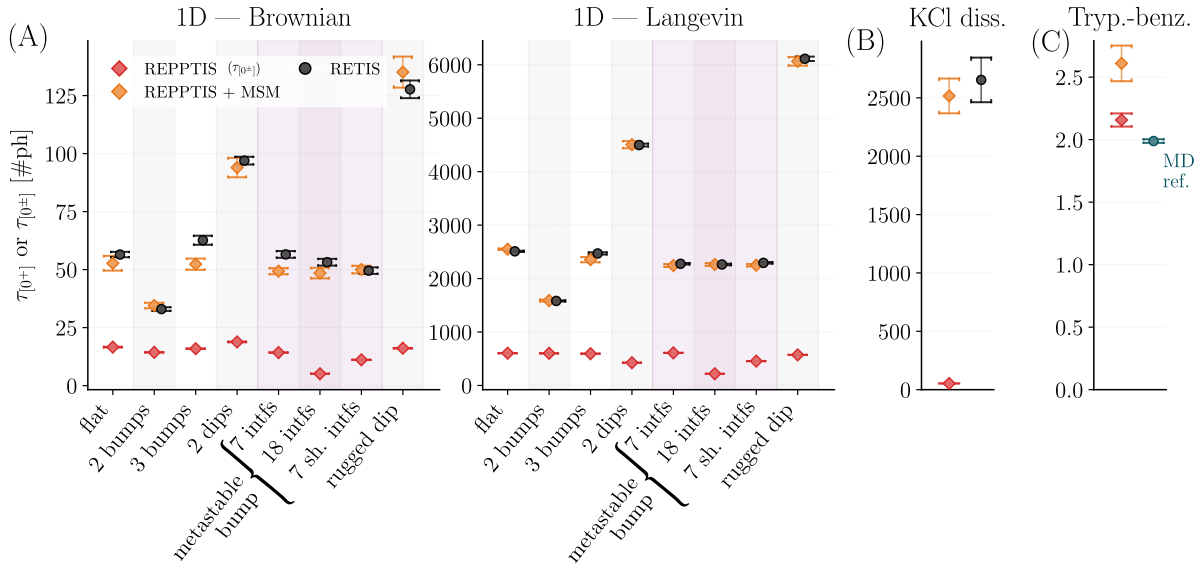 (A)
1D — Brownian
1D — Langevin
(B)
KCl diss.
(C)
Tryp.-benz.
τ[0+] or τ[0±] [#ph]
REPPTIS (τ[0±])
REPPTIS + MSM
RETIS
125
100
75
50
25
0
flat
2 bumps
3 bumps
2 dips
7 intfs
18 intfs
7 sh. intfs
rugged dip
metastable
bump
6000
5000
4000
3000
2000
1000
0
flat
2 bumps
3 bumps
2 dips
7 intfs
18 intfs
7 sh. intfs
rugged dip
metastable
bump
2500
2000
1500
1000
500
0
2.5
2.0
1.5
1.0
0.5
0.0
MD
ref.